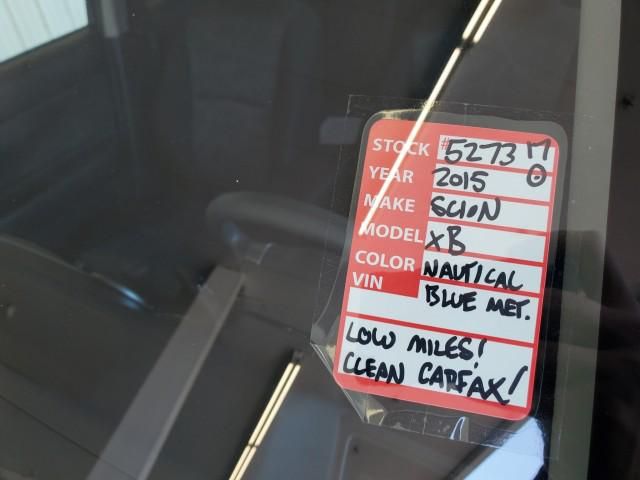 STOCK #5273 M
YEAR 2015
MAKE SCION
MODEL XB
COLOR NAUTICAL
VIN BLUE MET.
LOW MILES!
CLEAN CARFAX!